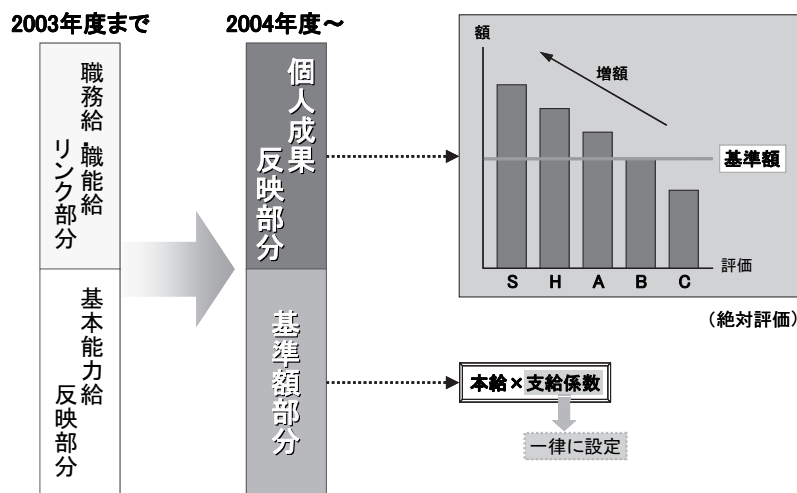 2003年度まで
職務給・職能給
リンク部分
基本能力給
反映部分
2004年度～
個人成果
反映部分
基準額部分
額
増額
基準額
評価
S H A B C
(絶対評価)
本給×支給係数
一律に設定